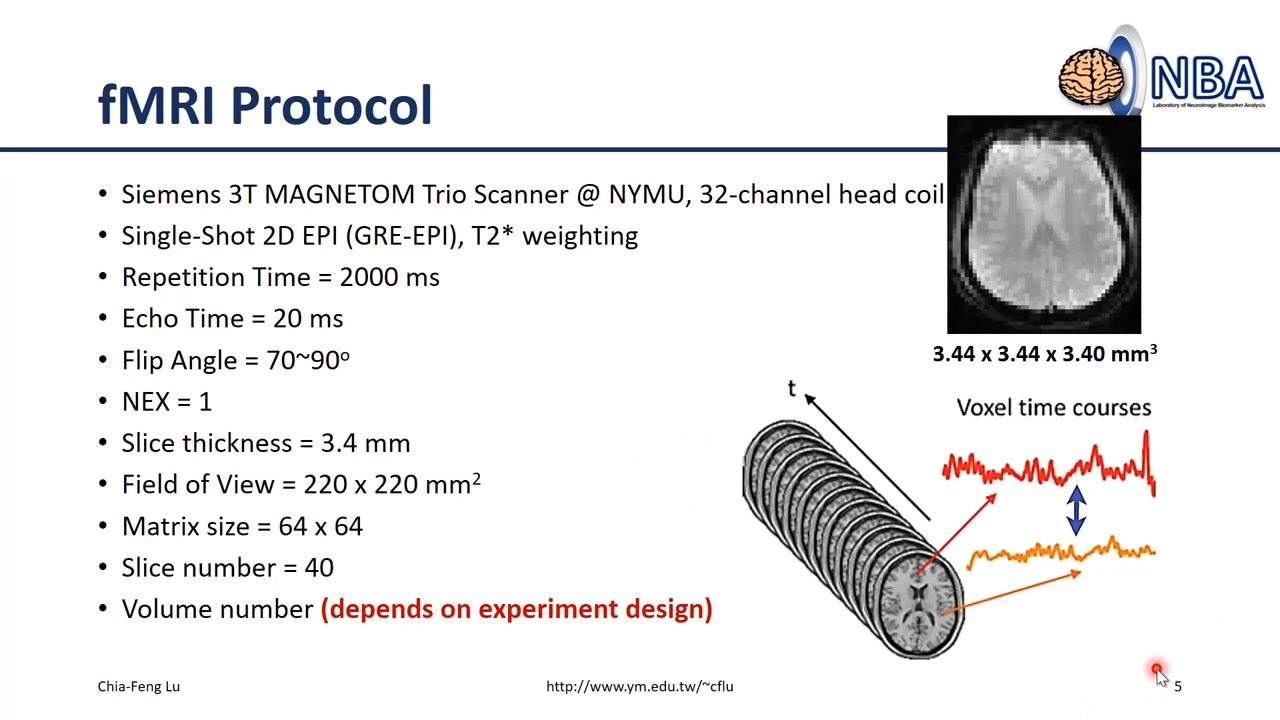 NBA
Laboratory of Neuroimage Biomarker Analysis
fMRI Protocol
• Siemens 3T MAGNETOM Trio Scanner @ NYMU, 32-channel head coil
• Single-Shot 2D EPI (GRE-EPI), T2* weighting
• Repetition Time = 2000 ms
• Echo Time = 20 ms
• Flip Angle = 70~90º
• NEX = 1
• Slice thickness = 3.4 mm
• Field of View = 220 x 220 mm²
• Matrix size = 64 x 64
• Slice number = 40
• Volume number (depends on experiment design)
3.44 x 3.44 x 3.40 mm³
t
Voxel time courses
Chia-Feng Lu
http://www.ym.edu.tw/~cflu
5